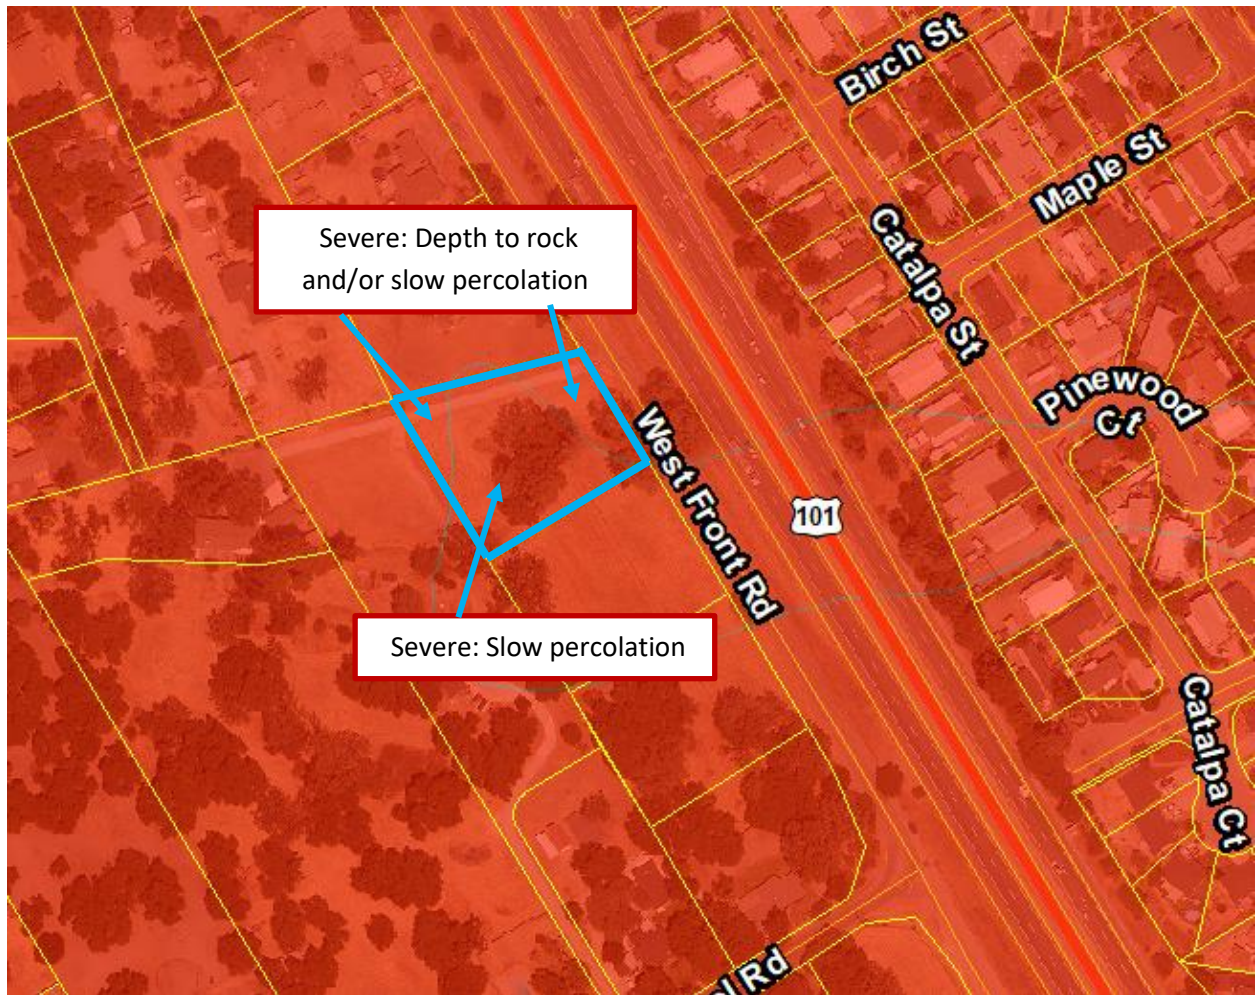 Birch St
Maple St
Severe: Depth to rock
and/or slow percolation
Catalpa St
Pinewood
Ct
West Front Rd
101
Severe: Slow percolation
Catalpa Ct
Rd